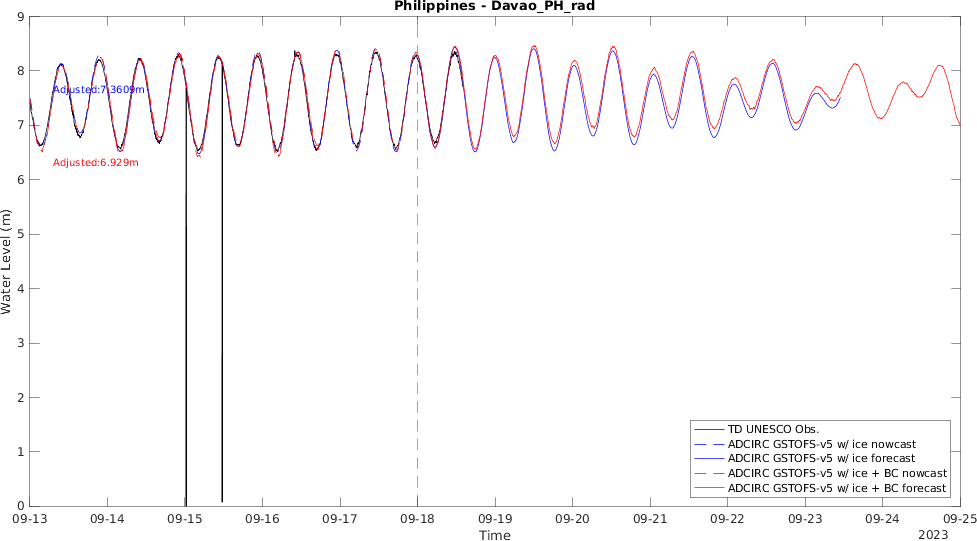 Philippines - Davao_PH_rad
9
8
Adjusted:7.3609m
7
Adjusted:6.929m
6
5
Water Level (m)
4
3
2
1
0
TD UNESCO Obs.
ADCIRC GSTOFS-v5 w/ ice nowcast
ADCIRC GSTOFS-v5 w/ ice forecast
ADCIRC GSTOFS-v5 w/ ice + BC nowcast
ADCIRC GSTOFS-v5 w/ ice + BC forecast
09-13 09-14 09-15 09-16 09-17 09-18 09-19 09-20 09-21 09-22 09-23 09-24 09-25
Time
2023